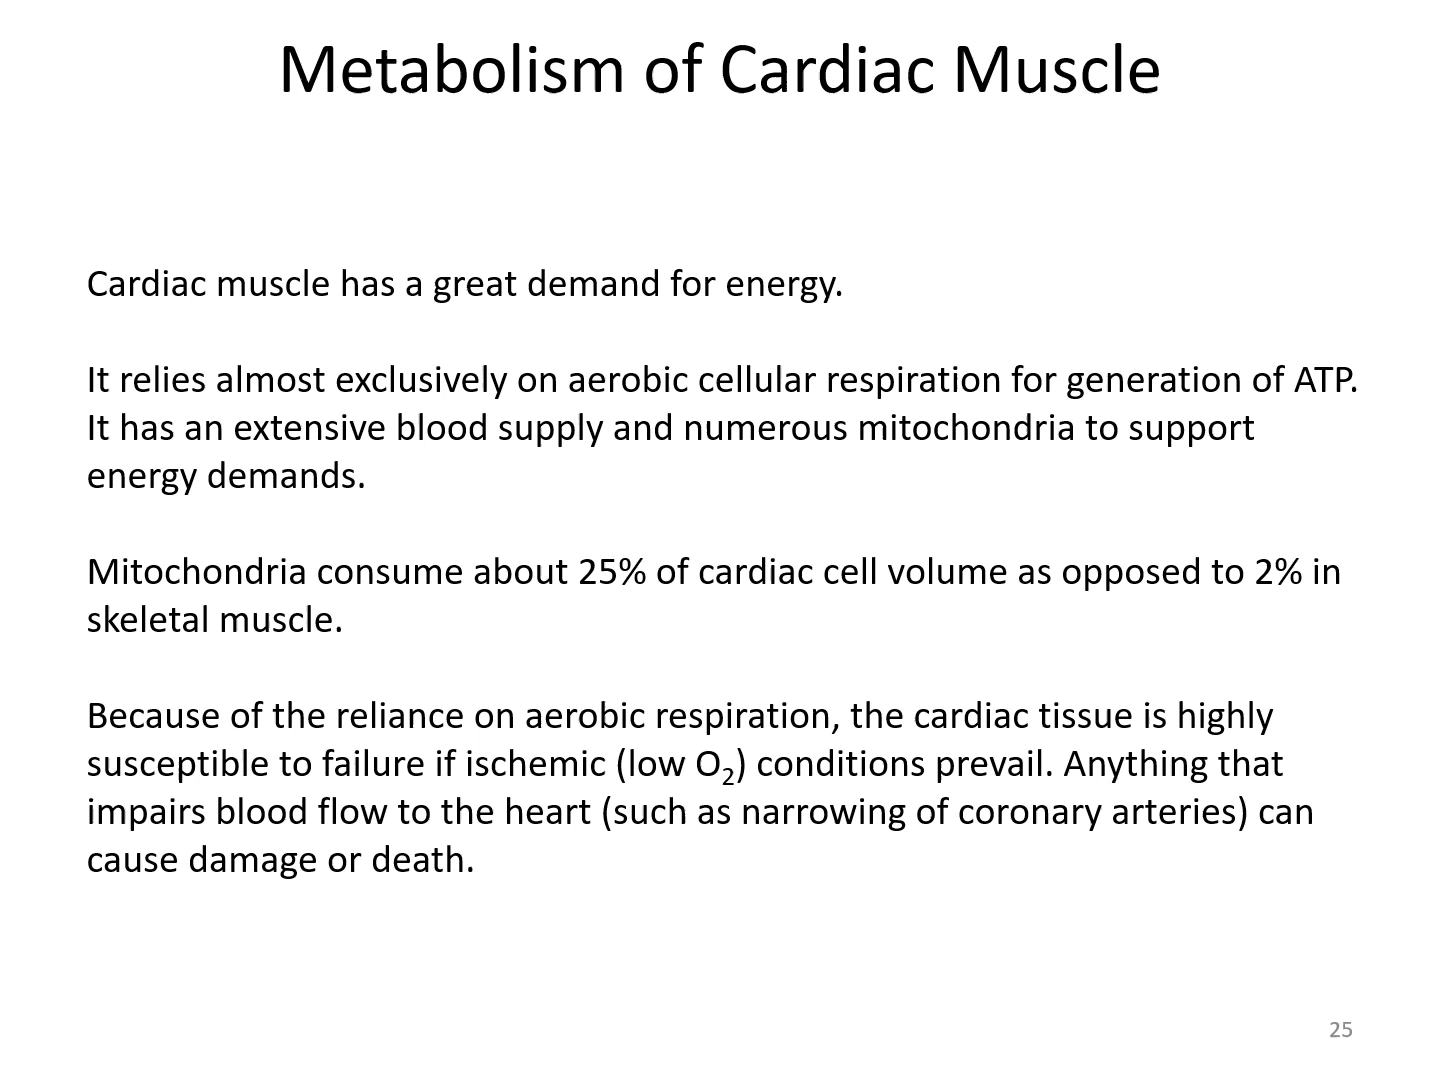 Metabolism of Cardiac Muscle
Cardiac muscle has a great demand for energy.
It relies almost exclusively on aerobic cellular respiration for generation of ATP.
It has an extensive blood supply and numerous mitochondria to support
energy demands.
Mitochondria consume about 25% of cardiac cell volume as opposed to 2% in
skeletal muscle.
Because of the reliance on aerobic respiration, the cardiac tissue is highly
susceptible to failure if ischemic (low O₂) conditions prevail. Anything that
impairs blood flow to the heart (such as narrowing of coronary arteries) can
cause damage or death.
25